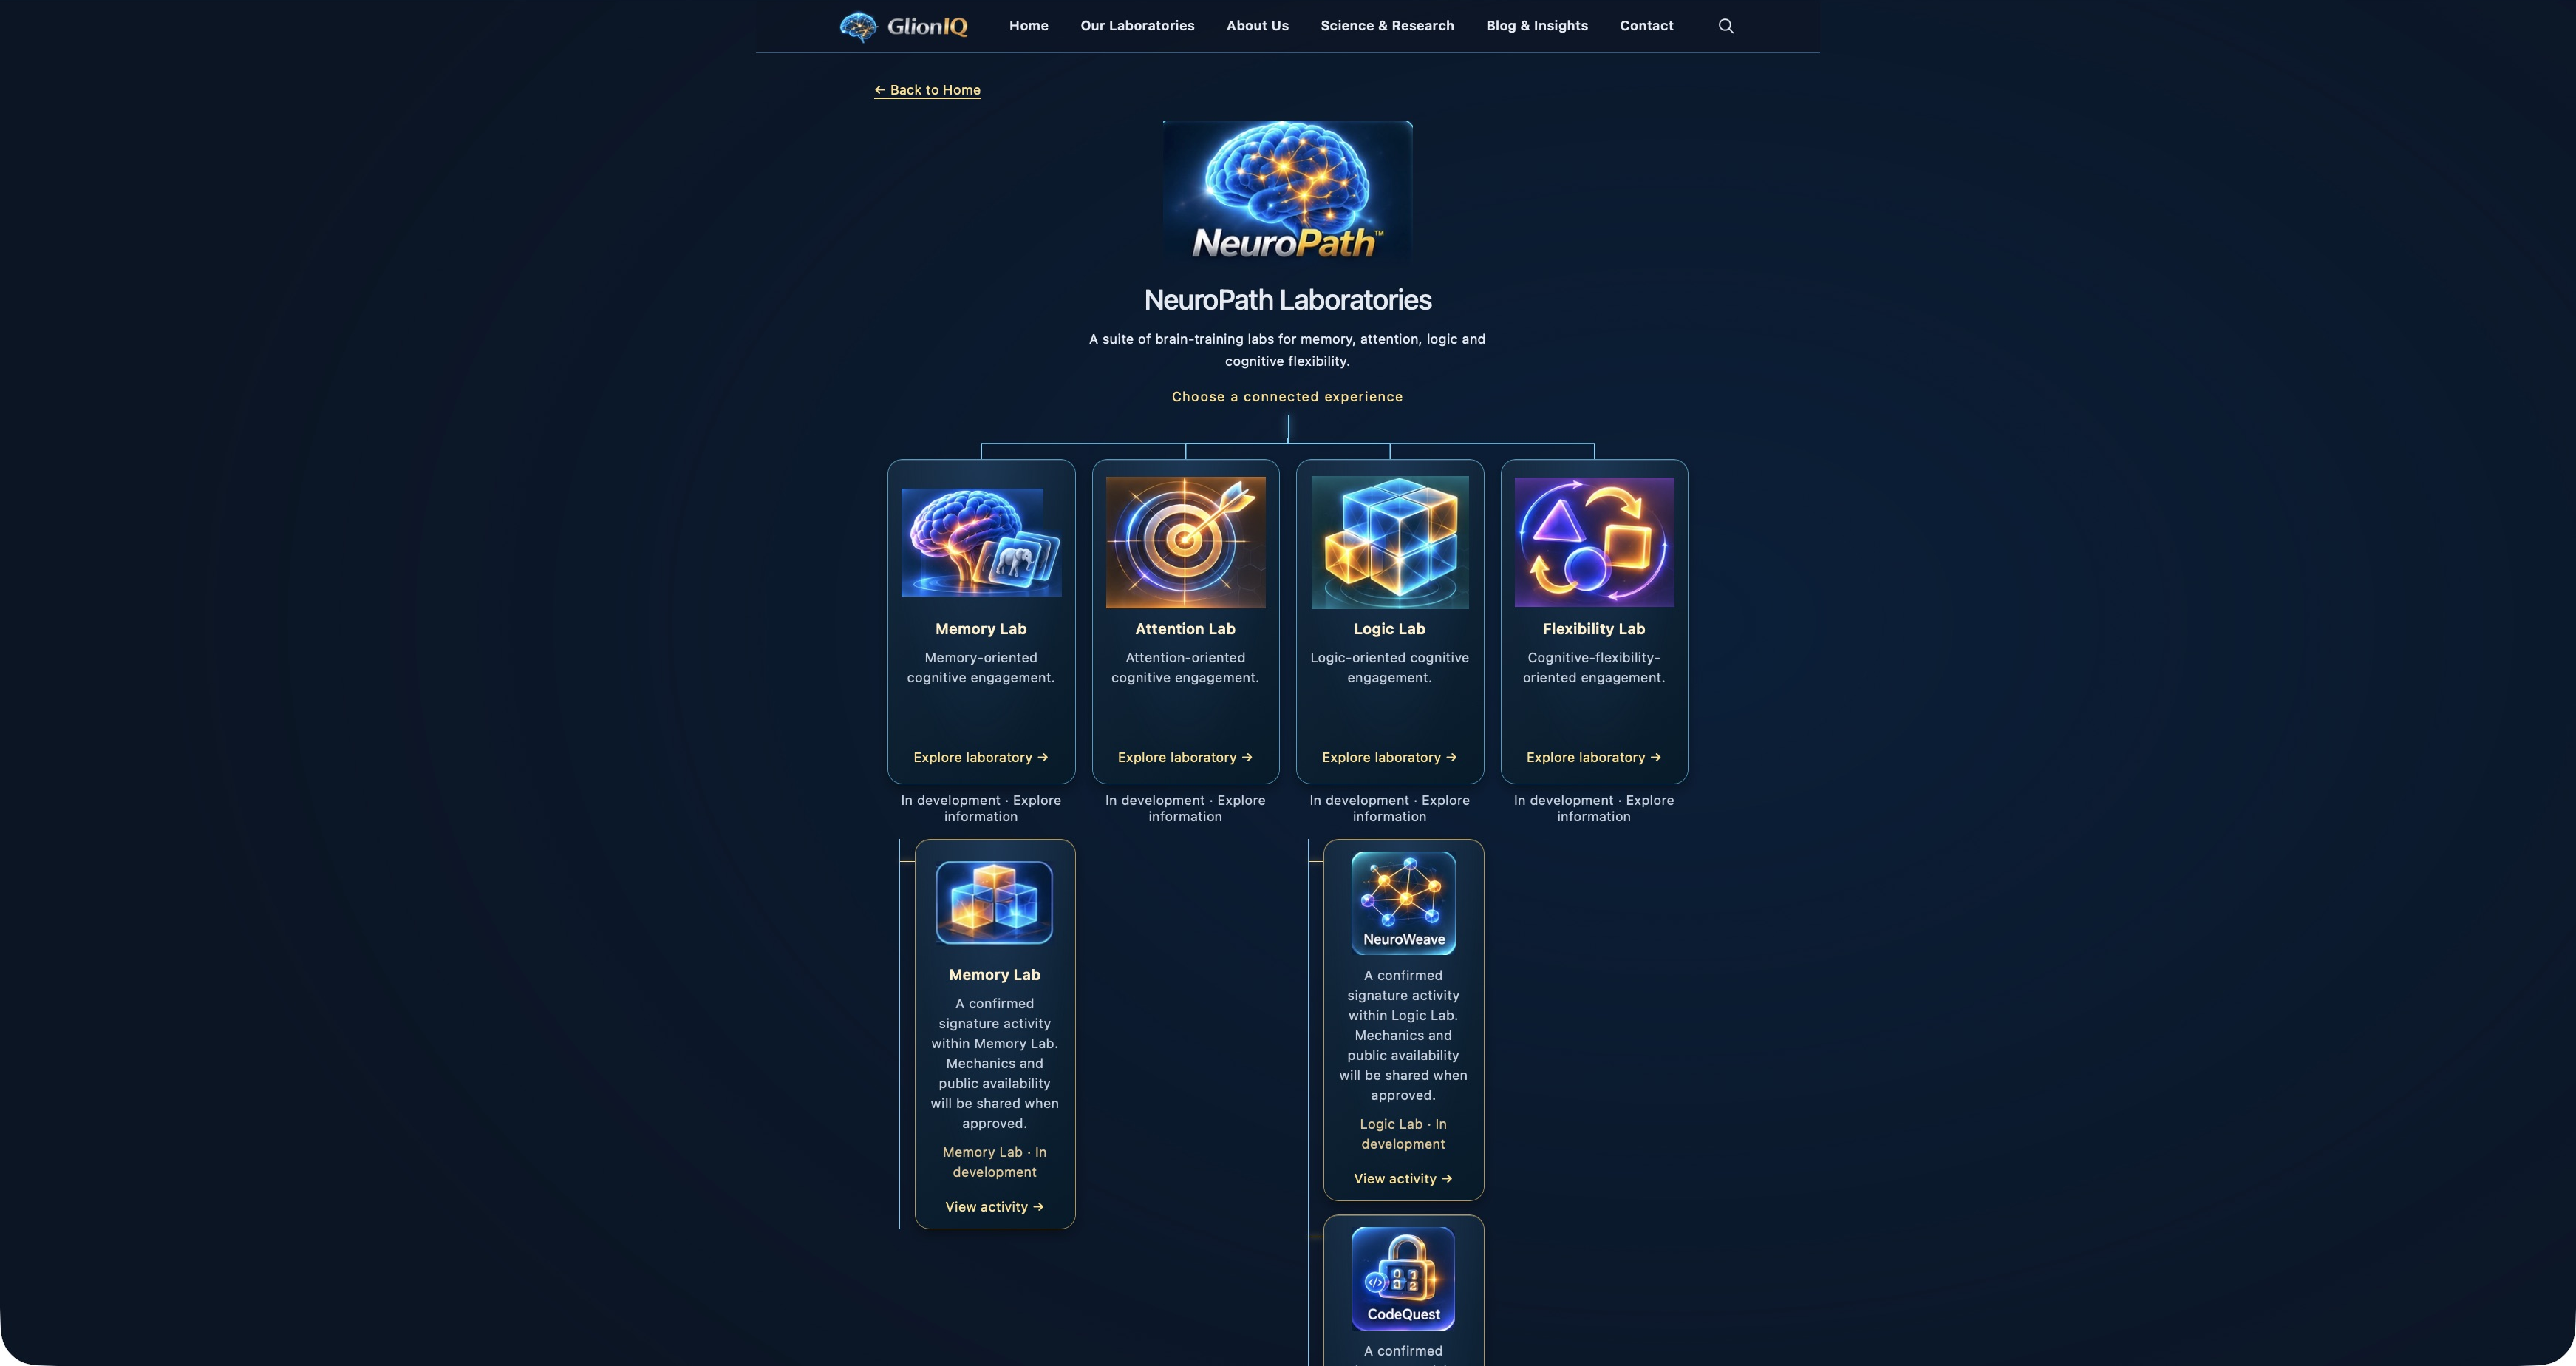 GlionIQ
Home
Our Laboratories
About Us
Science & Research
Blog & Insights
Contact
← Back to Home
NeuroPath™
NeuroPath Laboratories
A suite of brain-training labs for memory, attention, logic and
cognitive flexibility.
Choose a connected experience
Memory Lab
Memory-oriented
cognitive engagement.
Explore laboratory →
In development · Explore
information
Attention Lab
Attention-oriented
cognitive engagement.
Explore laboratory →
In development · Explore
information
Logic Lab
Logic-oriented cognitive
engagement.
Explore laboratory →
In development · Explore
information
Flexibility Lab
Cognitive-flexibility-
oriented engagement.
Explore laboratory →
In development · Explore
information
Memory Lab
A confirmed
signature activity
within Memory Lab.
Mechanics and
public availability
will be shared when
approved.
Memory Lab · In
development
View activity →
NeuroWeave
A confirmed
signature activity
within Logic Lab.
Mechanics and
public availability
will be shared when
approved.
Logic Lab · In
development
View activity →
</>
CodeQuest
A confirmed